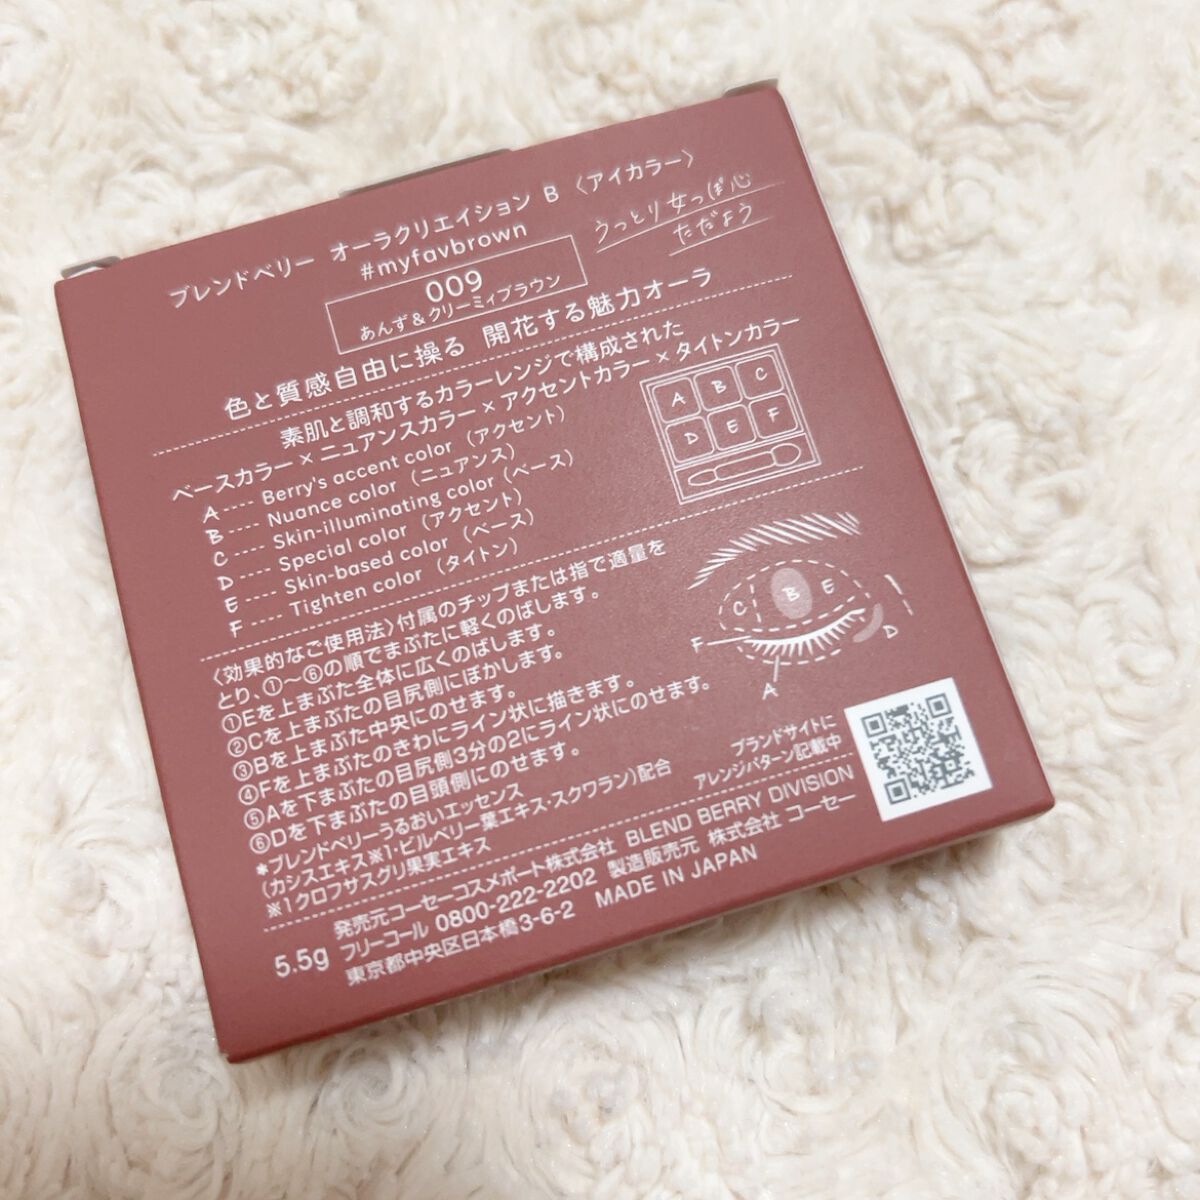 ブレンドベリー オーラクリエイション B 〈アイカラー〉
#myfavbrown
009
あんず＆クリーミィブラウン
うっとり女っぽ心
ただよう
色と質感自由に操る 開花する魅力オーラ
素肌と調和するカラーレンジで構成された
ベースカラー×ニュアンスカラー×アクセントカラー×タイトンカラー
A ---- Berry's accent color（アクセント）
B ---- Nuance color（ニュアンス）
C ---- Skin-illuminating color（ベース）
D ---- Special color（アクセント）
E ---- Skin-based color（ベース）
F ---- Tighten color（タイトン）
A B C
D E F
〈効果的なご使用法〉付属のチップまたは指で適量を
とり、①～⑥の順でまぶたに軽くのばします。
①Eを上まぶた全体に広くのばします。
②Cを上まぶたの目尻側にぼかします。
③Bを上まぶた中央にのせます。
④Fを上まぶたのきわにライン状に描きます。
⑤Aを下まぶたの目尻側3分の2にライン状にのせます。
⑥Dを下まぶたの目頭側にのせます。
C B E
F D
A
*ブレンドベリーうるおいエッセンス
(カシスエキス※1・ビルベリー葉エキス・スクワラン)配合
※1クロフサスグリ果実エキス
ブランドサイトに
アレンジパターン記載中
5.5g
発売元コーセーコスメポート株式会社 BLEND BERRY DIVISION
フリーコール 0800-222-2202 製造販売元 株式会社 コーセー
東京都中央区日本橋3-6-2 MADE IN JAPAN